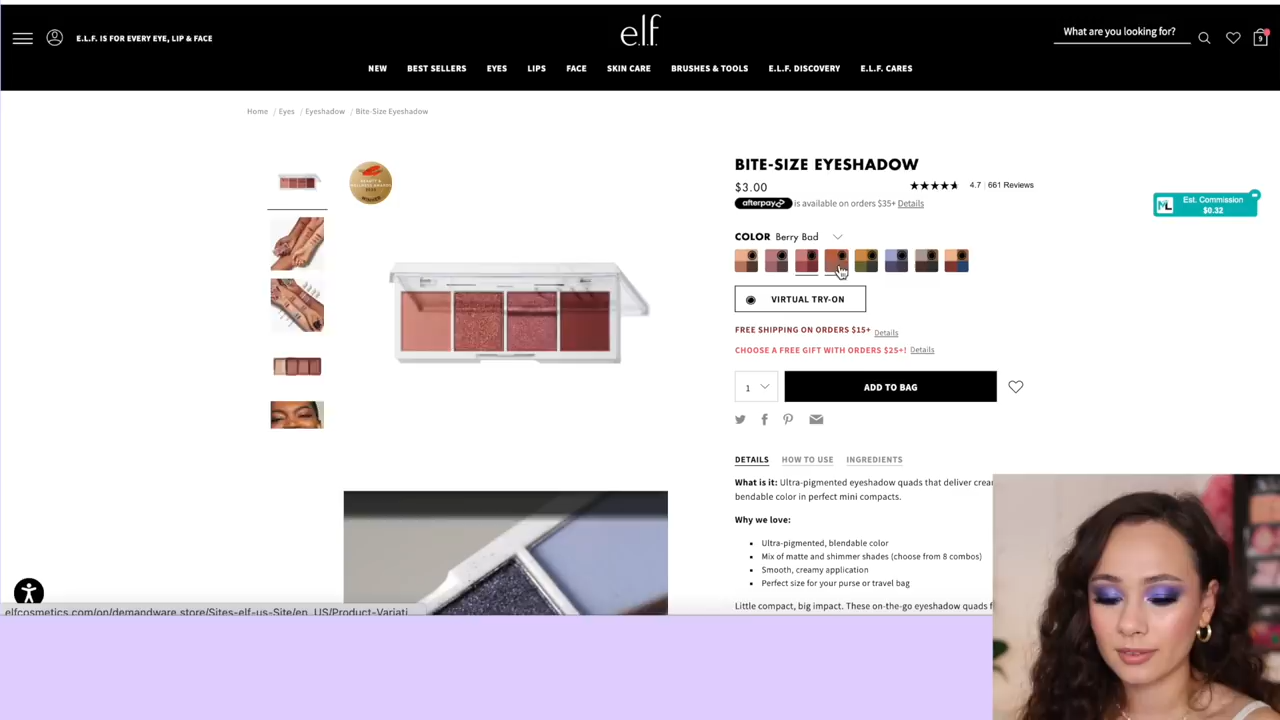 E.L.F. IS FOR EVERY EYE, LIP & FACE
elf
e.l.f.
What are you looking for?
9
NEW BEST SELLERS EYES LIPS FACE SKIN CARE BRUSHES & TOOLS E.L.F. DISCOVERY E.L.F. CARES
Home / Eyes / Eyeshadow / Bite-Size Eyeshadow
BITE-SIZE EYESHADOW
$3.00
4.7 661 Reviews
afterpay is available on orders $35+ Details
ML Est. Commission
$0.32
COLOR Berry Bad
VIRTUAL TRY-ON
FREE SHIPPING ON ORDERS $15+ Details
CHOOSE A FREE GIFT WITH ORDERS $25+! Details
1
ADD TO BAG
DETAILS HOW TO USE INGREDIENTS
What is it: Ultra-pigmented eyeshadow quads that deliver crea
bendable color in perfect mini compacts.
Why we love:
Ultra-pigmented, blendable color
Mix of matte and shimmer shades (choose from 8 combos)
Smooth, creamy application
Perfect size for your purse or travel bag
Little compact, big impact. These on-the-go eyeshadow quads f
elfcosmetics.com/on/demandware.store/Sites-elf-us-Site/en_US/Product-Variati...